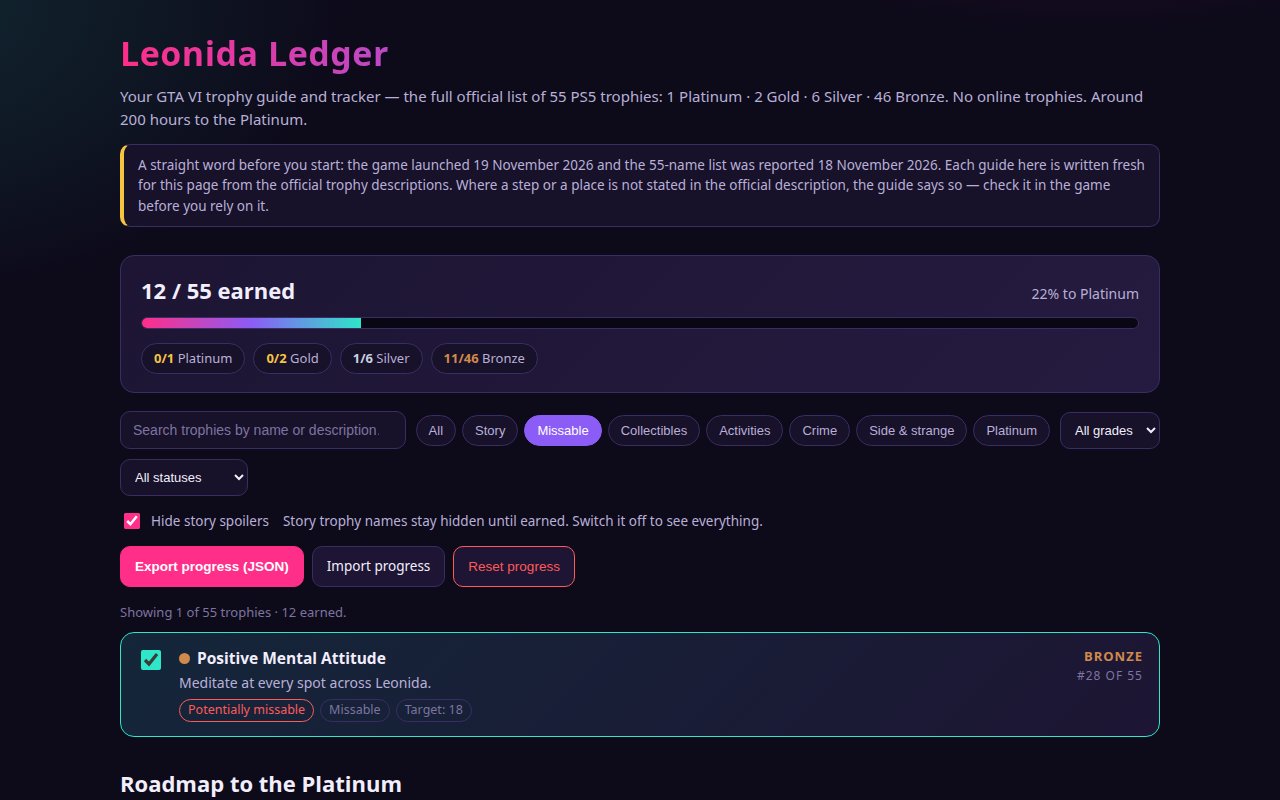 Leonida Ledger
Your GTA VI trophy guide and tracker — the full official list of 55 PS5 trophies: 1 Platinum · 2 Gold · 6 Silver · 46 Bronze. No online trophies. Around
200 hours to the Platinum.
A straight word before you start: the game launched 19 November 2026 and the 55-name list was reported 18 November 2026. Each guide here is written fresh
for this page from the official trophy descriptions. Where a step or a place is not stated in the official description, the guide says so — check it in the game
before you rely on it.
12 / 55 earned
22% to Platinum
0/1 Platinum
0/2 Gold
1/6 Silver
11/46 Bronze
Search trophies by name or description.
All
Story
Missable
Collectibles
Activities
Crime
Side & strange
Platinum
All grades
All statuses
Hide story spoilers
Story trophy names stay hidden until earned. Switch it off to see everything.
Export progress (JSON)
Import progress
Reset progress
Showing 1 of 55 trophies · 12 earned.
Positive Mental Attitude
BRONZE
Meditate at every spot across Leonida.
#28 OF 55
Potentially missable
Missable
Target: 18
Roadmap to the Platinum